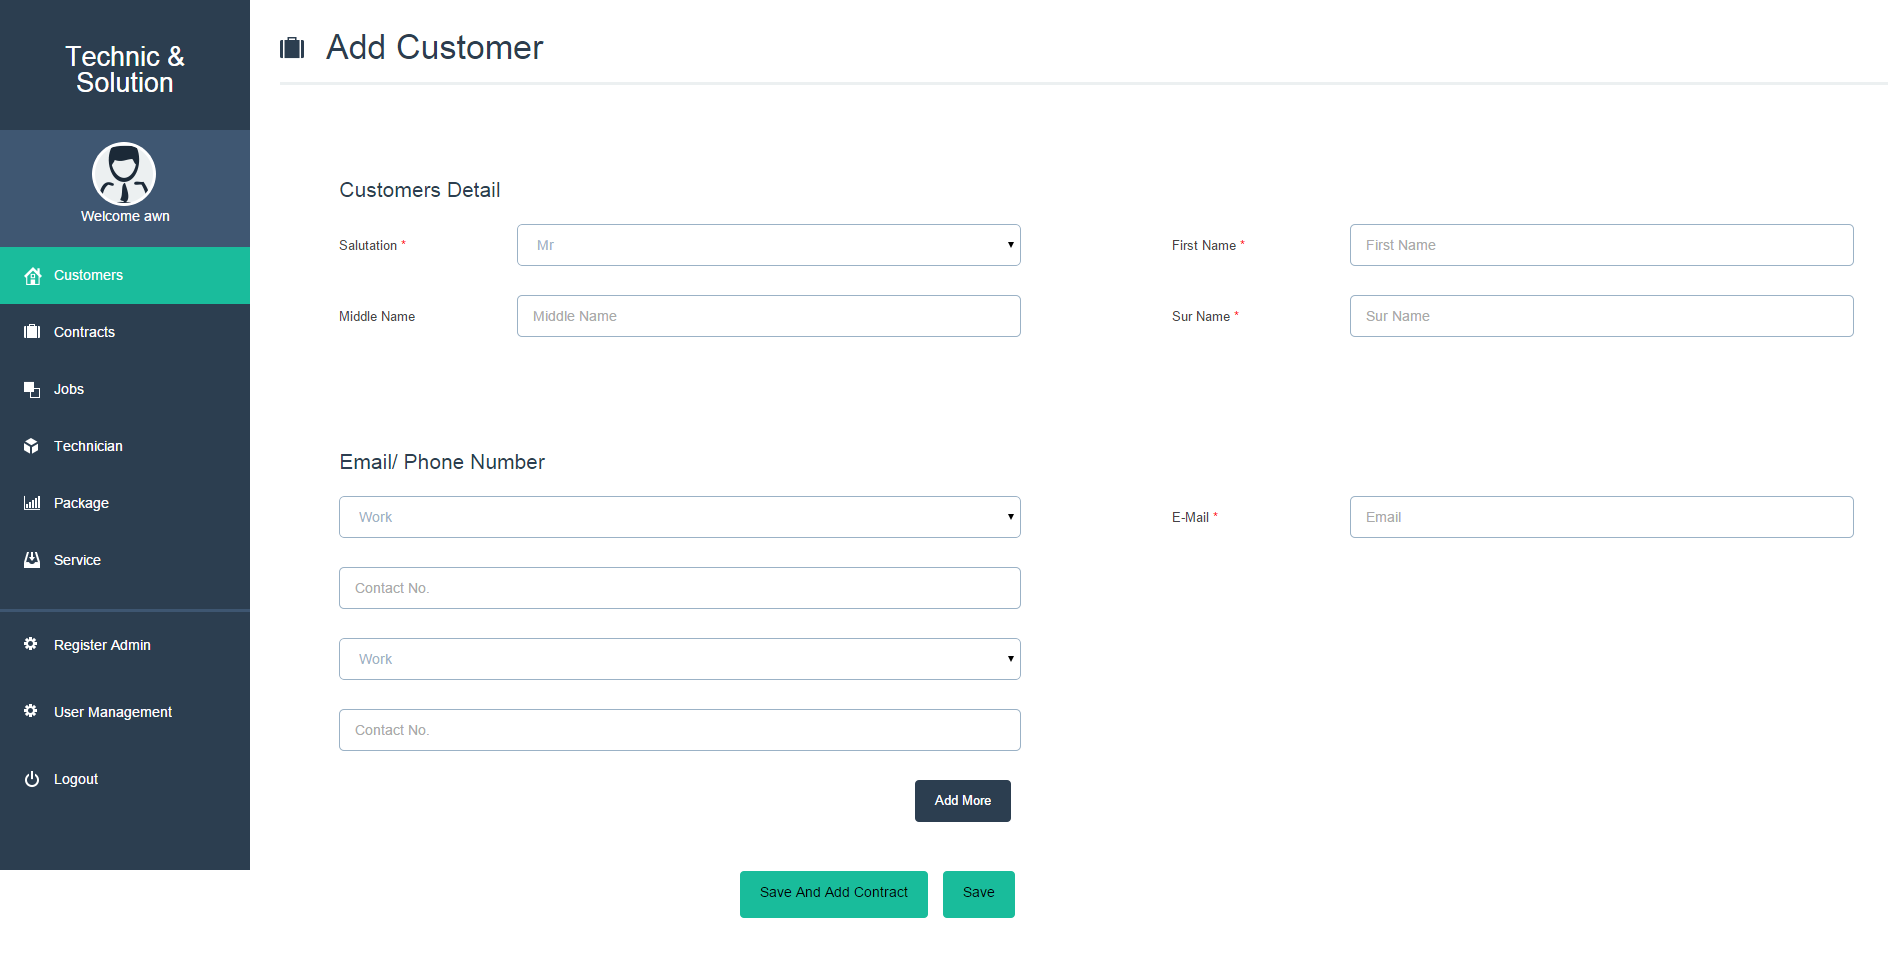 Technic &
Solution
Welcome awn
Customers
Contracts
Jobs
Technician
Package
Service
Register Admin
User Management
Logout
Add Customer
Customers Detail
Salutation *
Mr
First Name *
First Name
Middle Name
Middle Name
Sur Name *
Sur Name
Email/ Phone Number
Work
E-Mail *
Email
Contact No.
Work
Contact No.
Add More
Save And Add Contract
Save